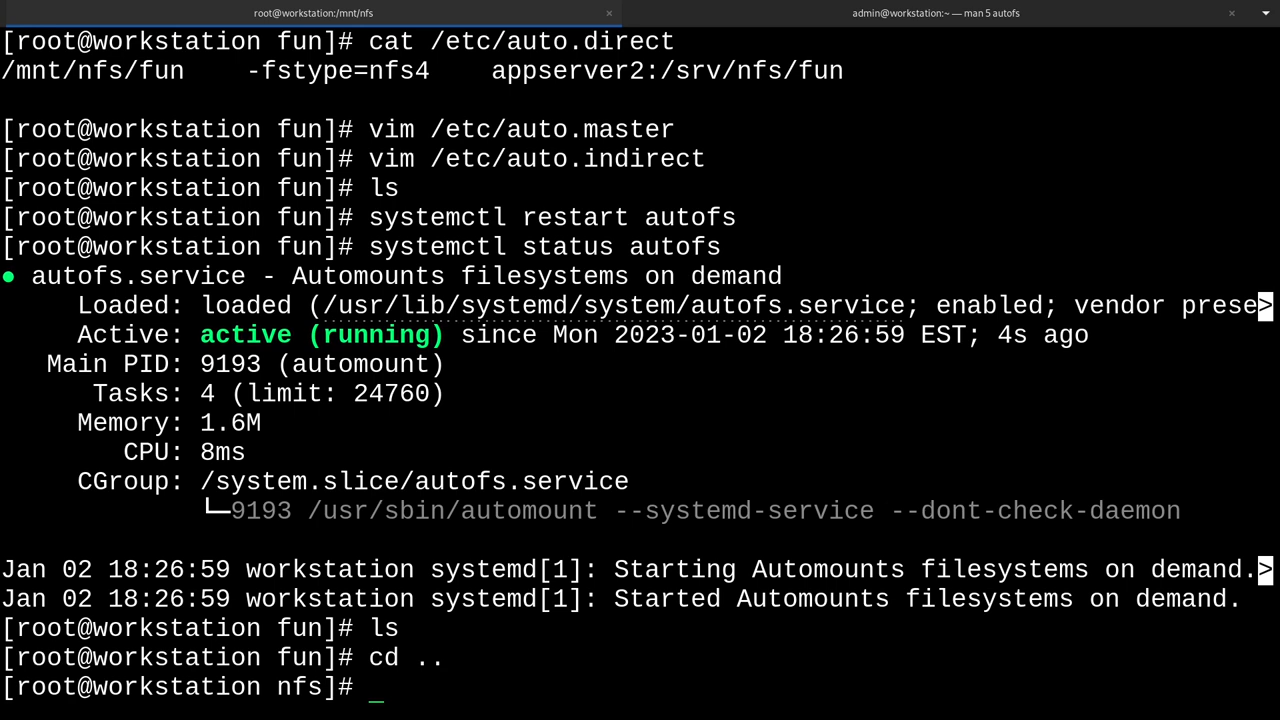 root@workstation:/mnt/nfs × admin@workstation:~ — man 5 autofs ×
[root@workstation fun]# cat /etc/auto.direct
/mnt/nfs/fun    -fstype=nfs4    appserver2:/srv/nfs/fun
[root@workstation fun]# vim /etc/auto.master
[root@workstation fun]# vim /etc/auto.indirect
[root@workstation fun]# ls
[root@workstation fun]# systemctl restart autofs
[root@workstation fun]# systemctl status autofs
● autofs.service - Automounts filesystems on demand
     Loaded: loaded (/usr/lib/systemd/system/autofs.service; enabled; vendor prese>
     Active: active (running) since Mon 2023-01-02 18:26:59 EST; 4s ago
   Main PID: 9193 (automount)
      Tasks: 4 (limit: 24760)
     Memory: 1.6M
        CPU: 8ms
     CGroup: /system.slice/autofs.service
             └─9193 /usr/sbin/automount --systemd-service --dont-check-daemon
Jan 02 18:26:59 workstation systemd[1]: Starting Automounts filesystems on demand.>
Jan 02 18:26:59 workstation systemd[1]: Started Automounts filesystems on demand.
[root@workstation fun]# ls
[root@workstation fun]# cd ..
[root@workstation nfs]# _